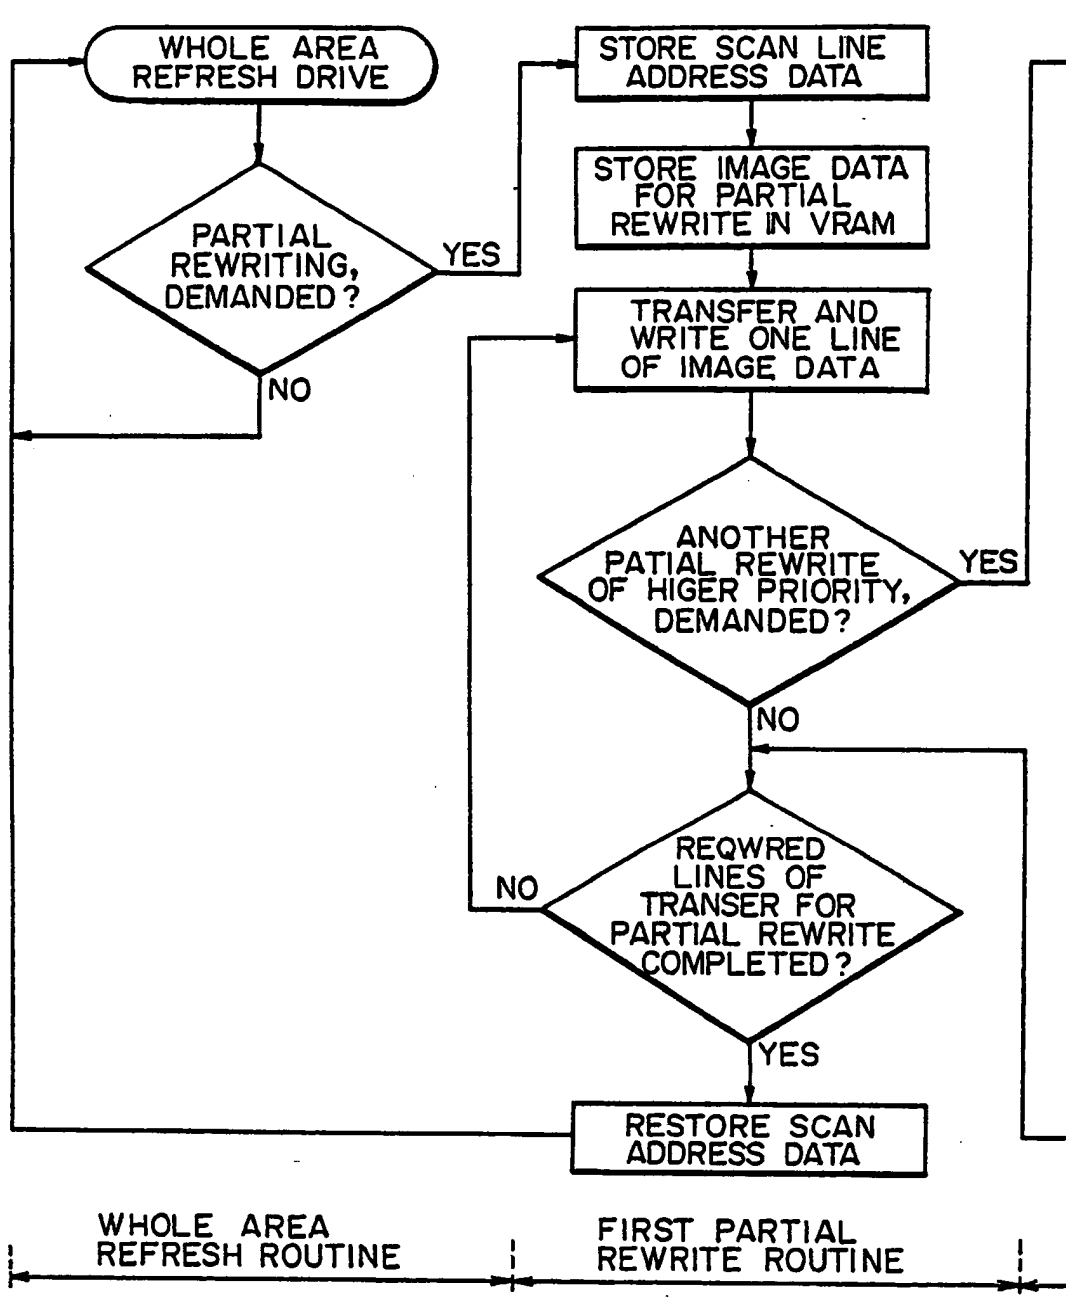 WHOLE AREA
REFRESH DRIVE
PARTIAL
REWRITING,
DEMANDED?
YES
NO
STORE SCAN LINE
ADDRESS DATA
STORE IMAGE DATA
FOR PARTIAL
REWRITE IN VRAM
TRANSFER AND
WRITE ONE LINE
OF IMAGE DATA
ANOTHER
PATIAL REWRITE
OF HIGER PRIORITY,
DEMANDED?
YES
NO
REQWRED
LINES OF
TRANSER FOR
PARTIAL REWRITE
COMPLETED?
NO
YES
RESTORE SCAN
ADDRESS DATA
WHOLE AREA
REFRESH ROUTINE
FIRST PARTIAL
REWRITE ROUTINE